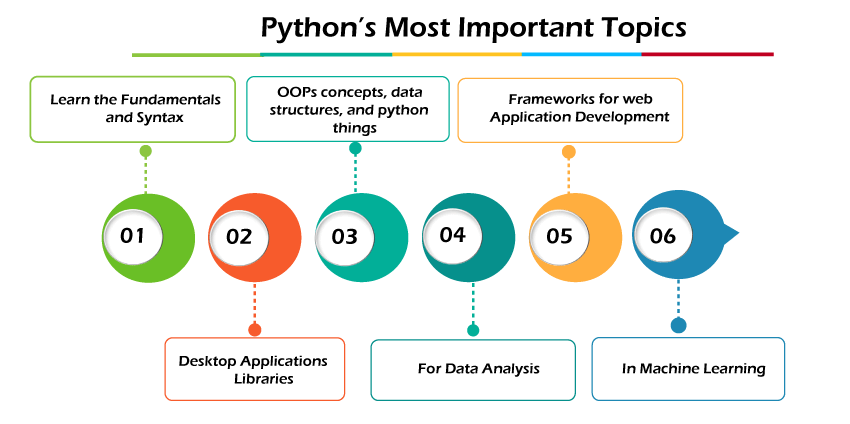 Python's Most Important Topics
Learn the Fundamentals
and Syntax
OOPs concepts, data
structures, and python
things
Frameworks for web
Application Development
01
02
03
04
05
06
Desktop Applications
Libraries
For Data Analysis
In Machine Learning